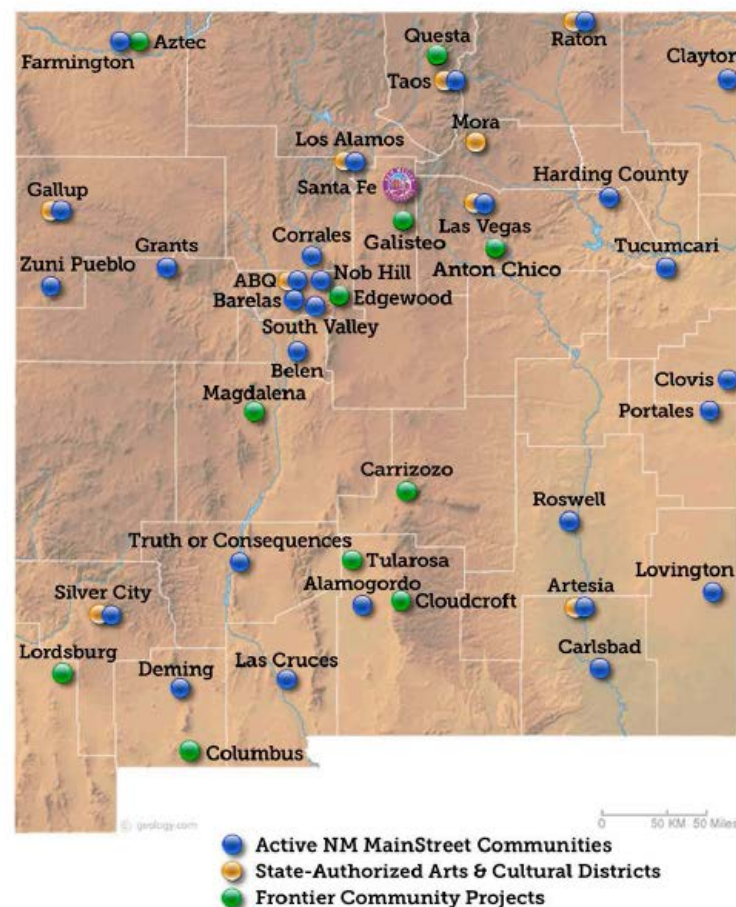 Farmington
Aztec
Questa
Raton
Clayton
Taos
Mora
Los Alamos
Santa Fe
Harding County
Gallup
Las Vegas
Galisteo
Corrales
Grants
Tucumcari
Zuni Pueblo
ABQ
Nob Hill
Anton Chico
Barelas
Edgewood
South Valley
Belen
Clovis
Magdalena
Portales
Carrizozo
Roswell
Truth or Consequences
Tularosa
Lovington
Silver City
Alamogordo
Cloudcroft
Artesia
Lordsburg
Deming
Las Cruces
Carlsbad
Columbus
© geology.com
0 50 KM 50 Miles
Active NM MainStreet Communities
State-Authorized Arts & Cultural Districts
Frontier Community Projects